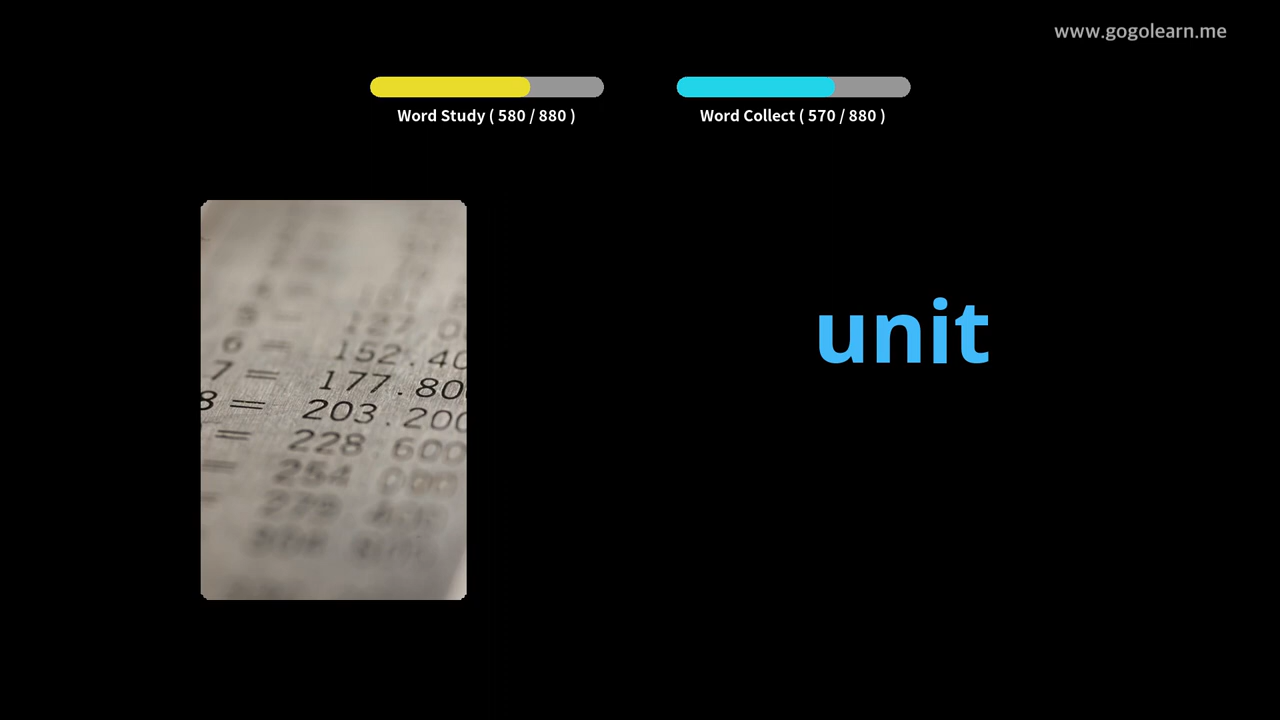 www.gogolearn.me
Word Study ( 580 / 880 )
Word Collect ( 570 / 880 )
unit
6 = 152.40
7 = 177.80
8 = 203.200
= 228.600
= 254 000